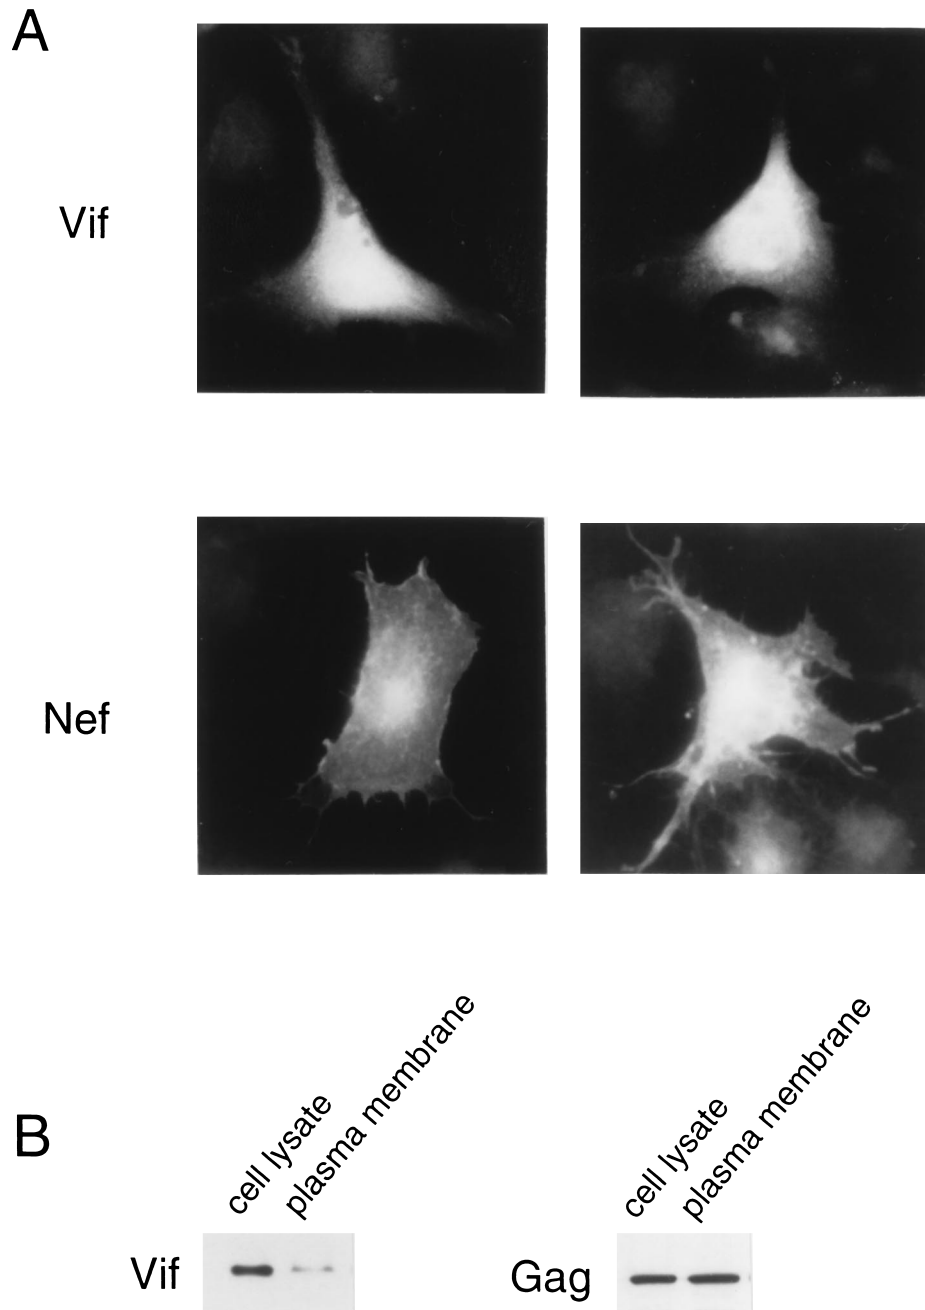 A
Vif
Nef
B
cell lysate
plasma membrane
cell lysate
plasma membrane
Vif
Gag